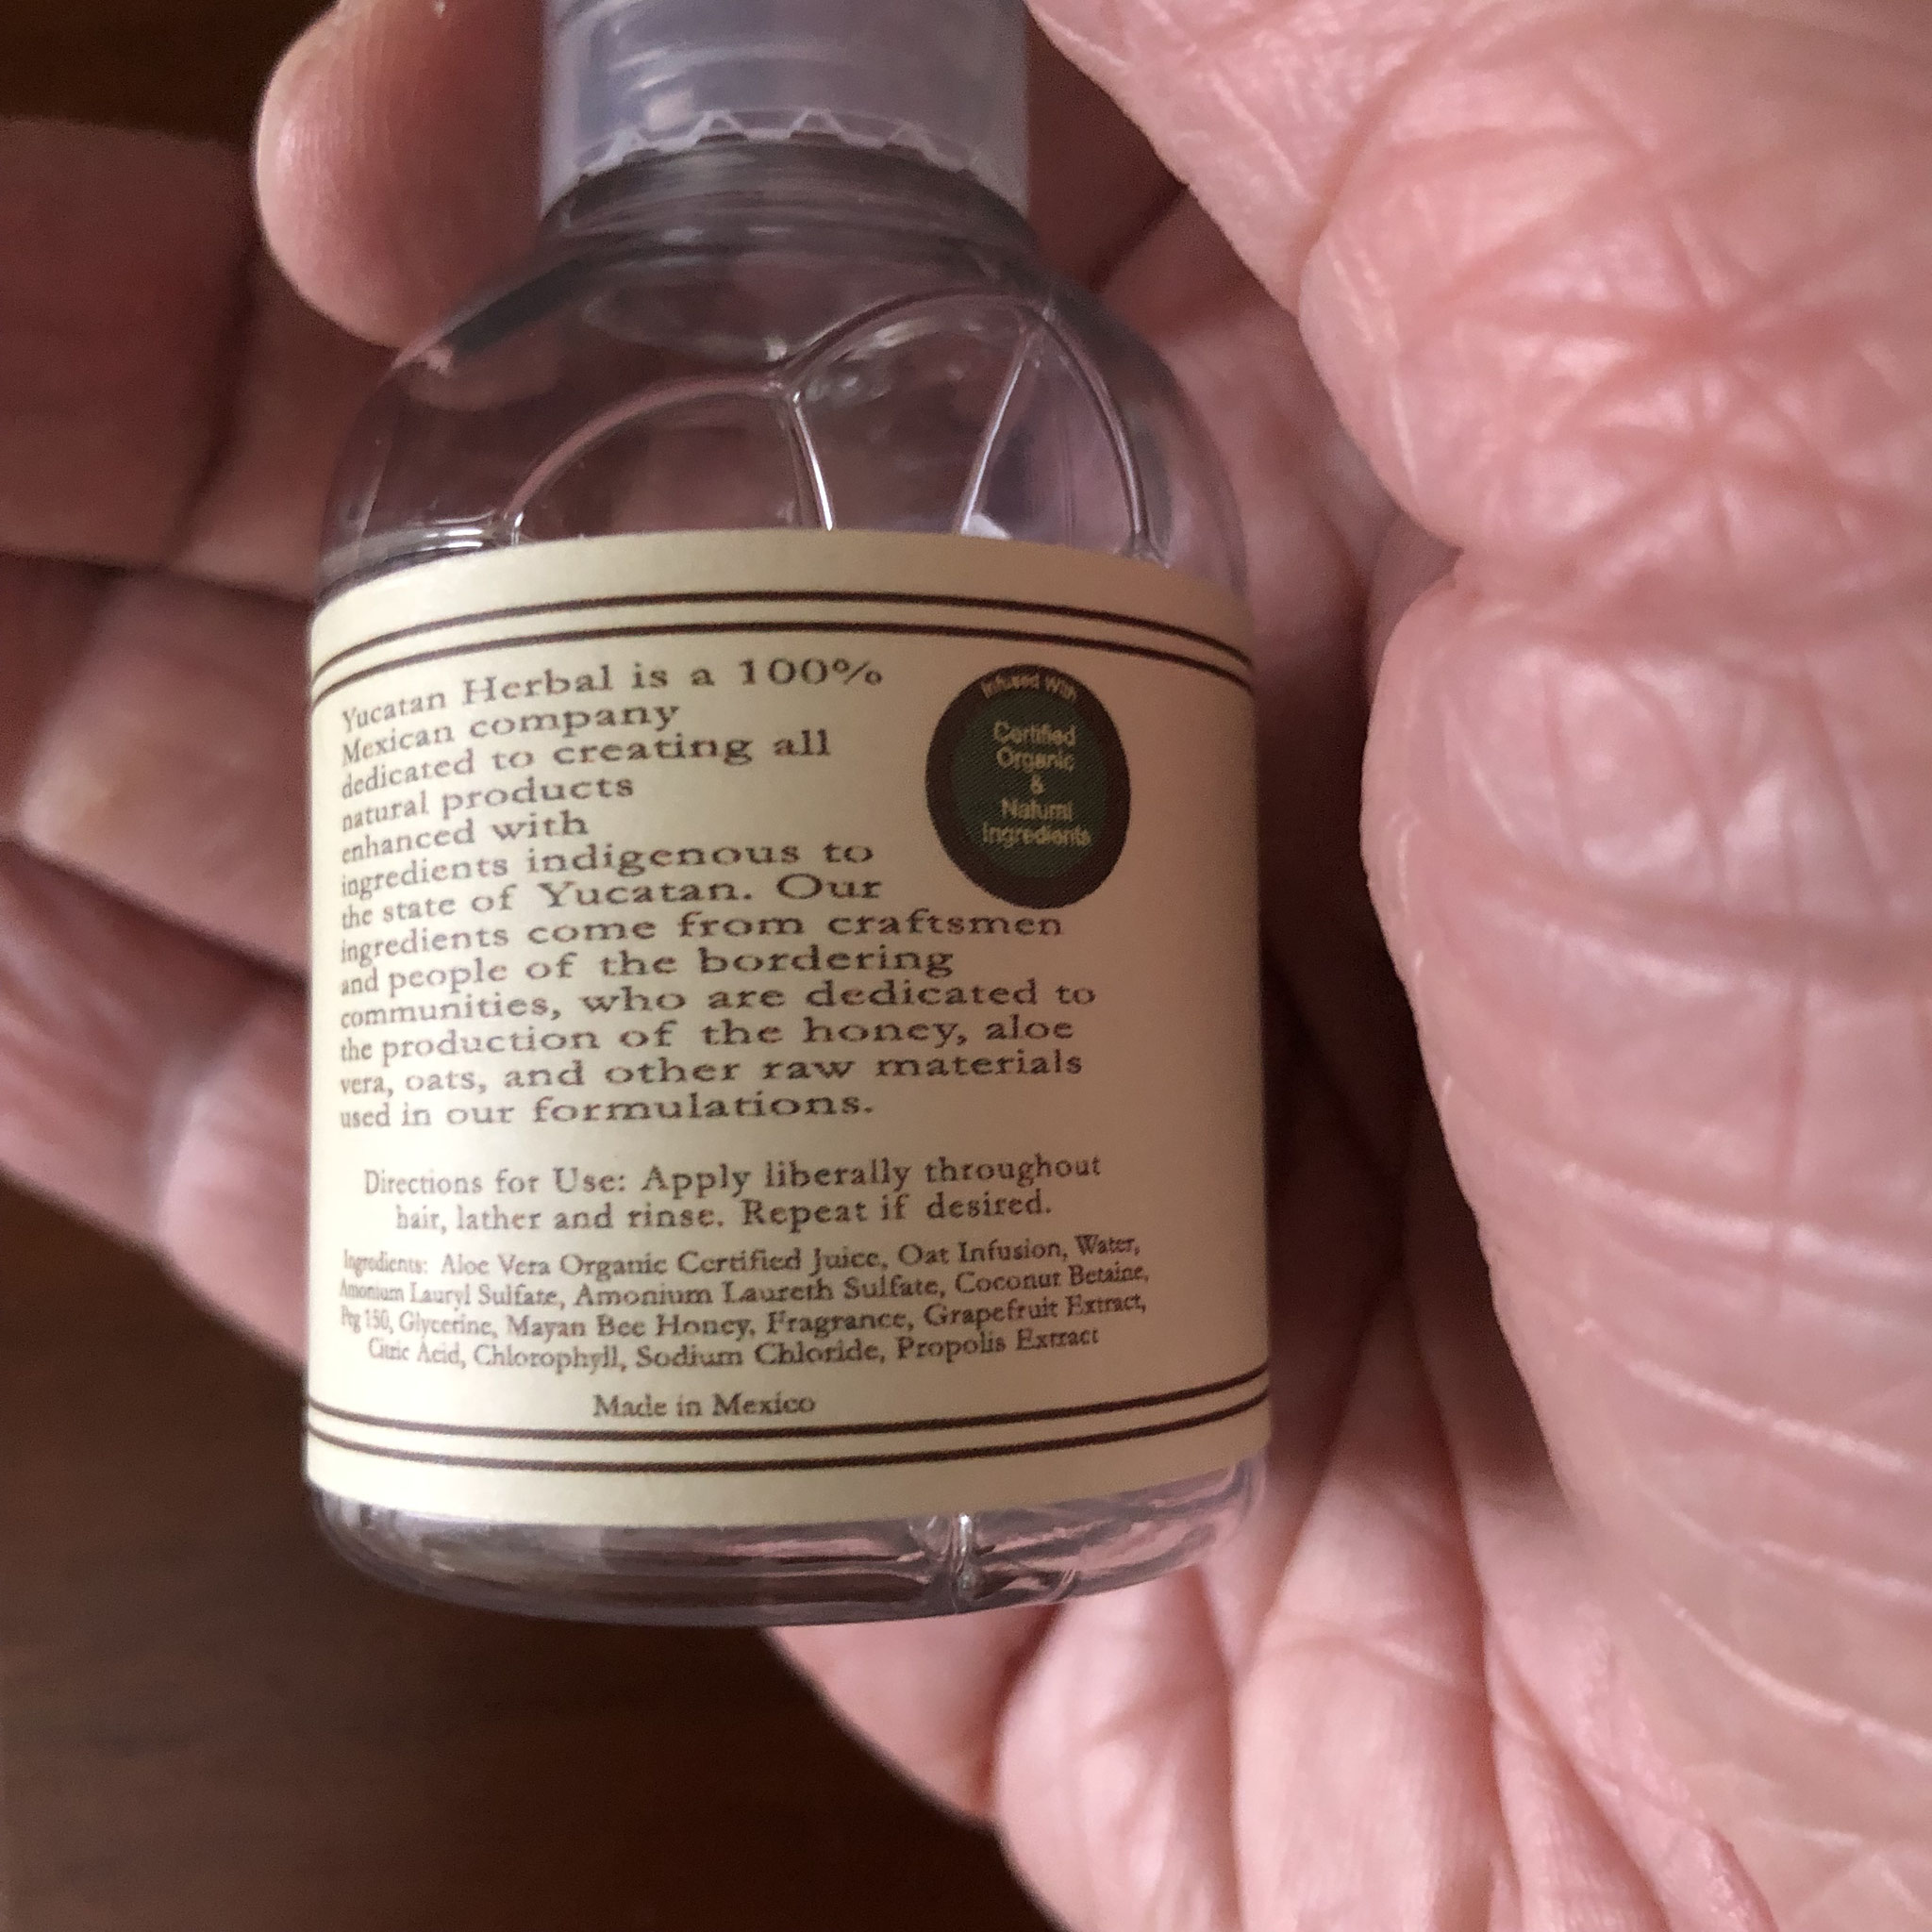 Yucatan Herbal is a 100%
Mexican company
dedicated to creating all
natural products
enhanced with
ingredients indigenous to
the state of Yucatan. Our
ingredients come from craftsmen
and people of the bordering
communities, who are dedicated to
the production of the honey, aloe
vera, oats, and other raw materials
used in our formulations.
Infused With
Certified
Organic
&
Natural
Ingredients
Directions for Use: Apply liberally throughout
hair, lather and rinse. Repeat if desired.
Ingredients: Aloe Vera Organic Certified Juice, Oat Infusion, Water,
Amonium Lauryl Sulfate, Amonium Laureth Sulfate, Coconut Betaine,
Peg 150, Glycerine, Mayan Bee Honey, Fragrance, Grapefruit Extract,
Citric Acid, Chlorophyll, Sodium Chloride, Propolis Extract
Made in Mexico